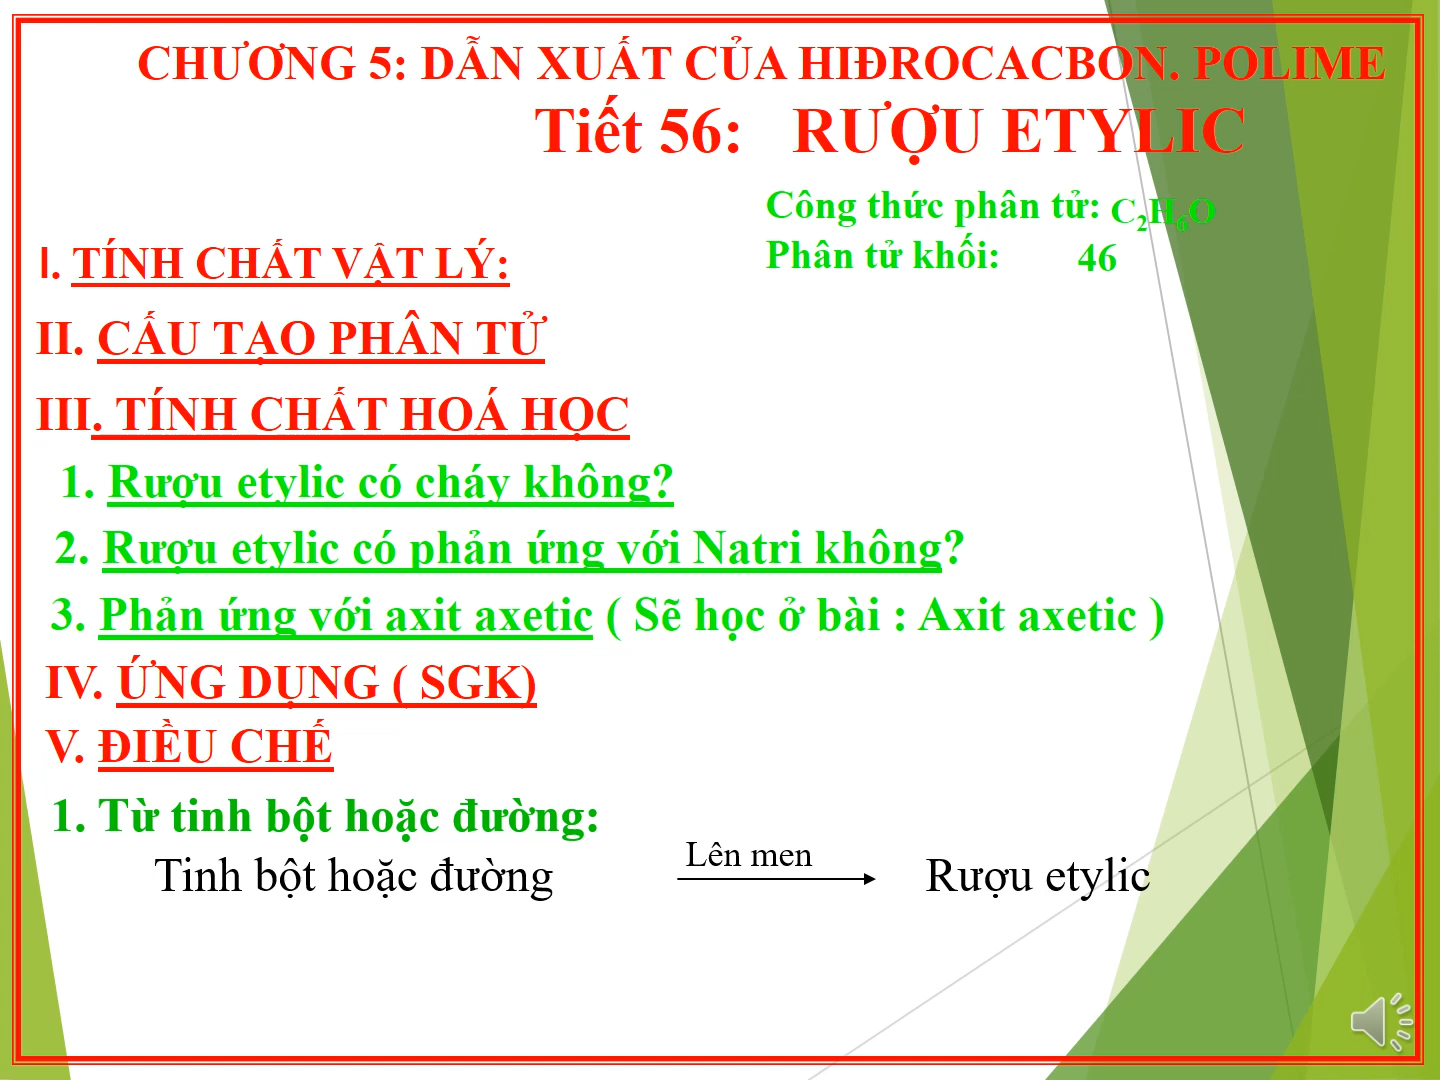 CHƯƠNG 5: DẪN XUẤT CỦA HIĐROCACBON. POLIME
Tiết 56: RƯỢU ETYLIC
Công thức phân tử: C₂H₆O
Phân tử khối: 46
I. TÍNH CHẤT VẬT LÝ:
II. CẤU TẠO PHÂN TỬ
III. TÍNH CHẤT HOÁ HỌC
1. Rượu etylic có cháy không?
2. Rượu etylic có phản ứng với Natri không?
3. Phản ứng với axit axetic ( Sẽ học ở bài : Axit axetic )
IV. ỨNG DỤNG ( SGK)
V. ĐIỀU CHẾ
1. Từ tinh bột hoặc đường:
Lên men
Tinh bột hoặc đường Rượu etylic